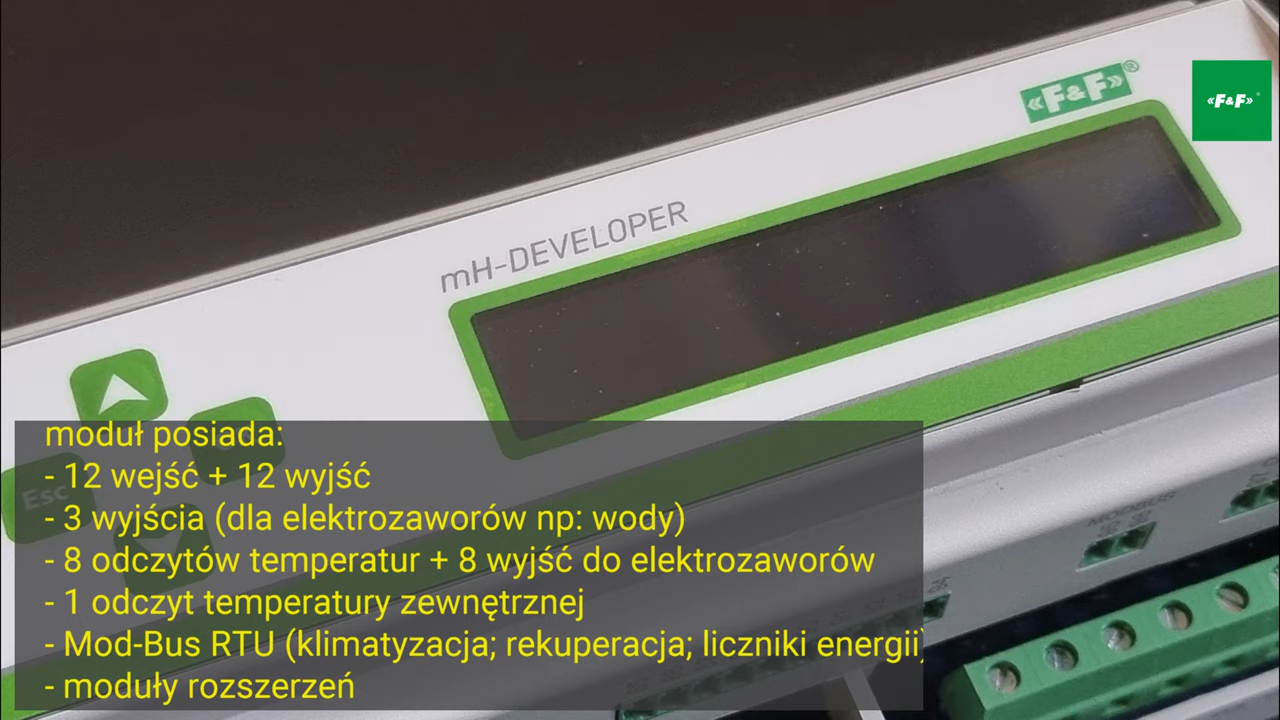 «F&F»®
«F&F»®
mH-DEVELOPER
Esc
MODBUS
moduł posiada:
- 12 wejść + 12 wyjść
- 3 wyjścia (dla elektrozaworów np: wody)
- 8 odczytów temperatur + 8 wyjść do elektrozaworów
- 1 odczyt temperatury zewnętrznej
- Mod-Bus RTU (klimatyzacja; rekuperacja; liczniki energii)
- moduły rozszerzeń